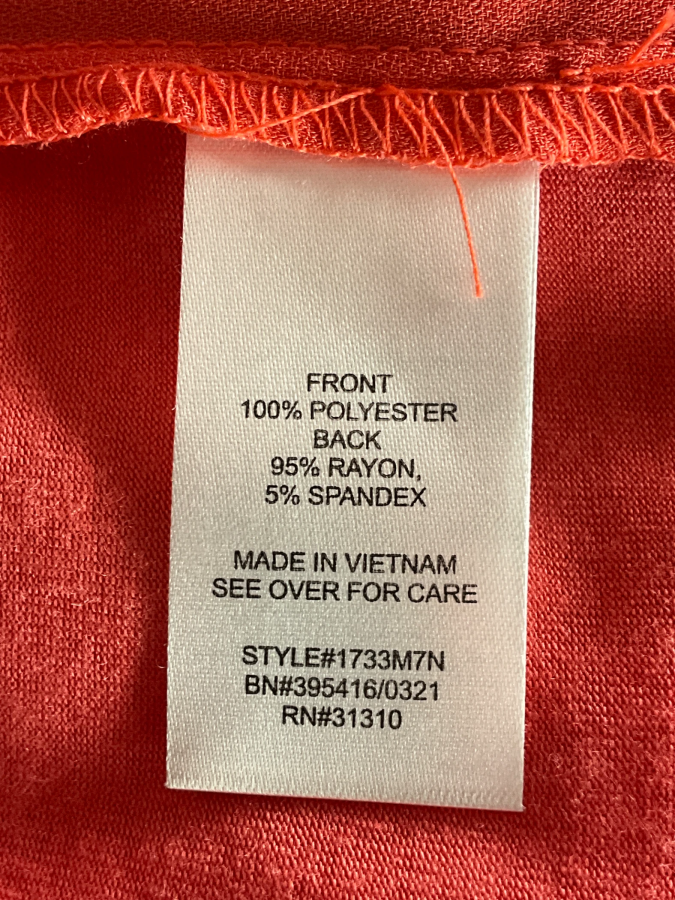 FRONT
100% POLYESTER
BACK
95% RAYON,
5% SPANDEX
MADE IN VIETNAM
SEE OVER FOR CARE
STYLE#1733M7N
BN#395416/0321
RN#31310